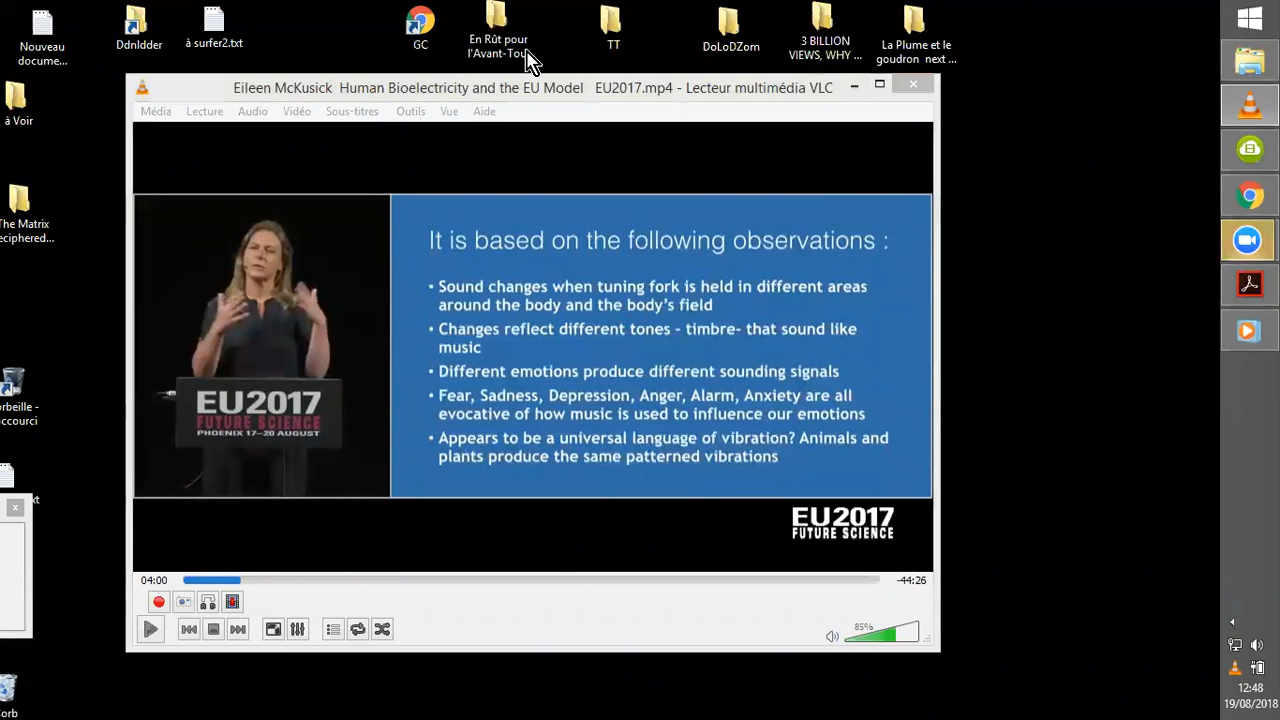 Nouveau
docume...
Ddnldder
à surfer2.txt
GC
En Rût pour
l'Avant-Tou
TT
DoLoDZom
3 BILLION
VIEWS, WHY ...
La Plume et le
goudron next ...
à Voir
The Matrix
eciphered...
orbeille -
accourci
xt
x
orb
Eileen McKusick Human Bioelectricity and the EU Model EU2017.mp4 - Lecteur multimédia VLC
Média Lecture Audio Vidéo Sous-titres Outils Vue Aide
It is based on the following observations :
• Sound changes when tuning fork is held in different areas
around the body and the body's field
• Changes reflect different tones - timbre- that sound like
music
• Different emotions produce different sounding signals
• Fear, Sadness, Depression, Anger, Alarm, Anxiety are all
evocative of how music is used to influence our emotions
• Appears to be a universal language of vibration? Animals and
plants produce the same patterned vibrations
EU2017
FUTURE SCIENCE
PHOENIX 17–20 AUGUST
EU2017
FUTURE SCIENCE
04:00
-44:26
85%
12:48
19/08/2018